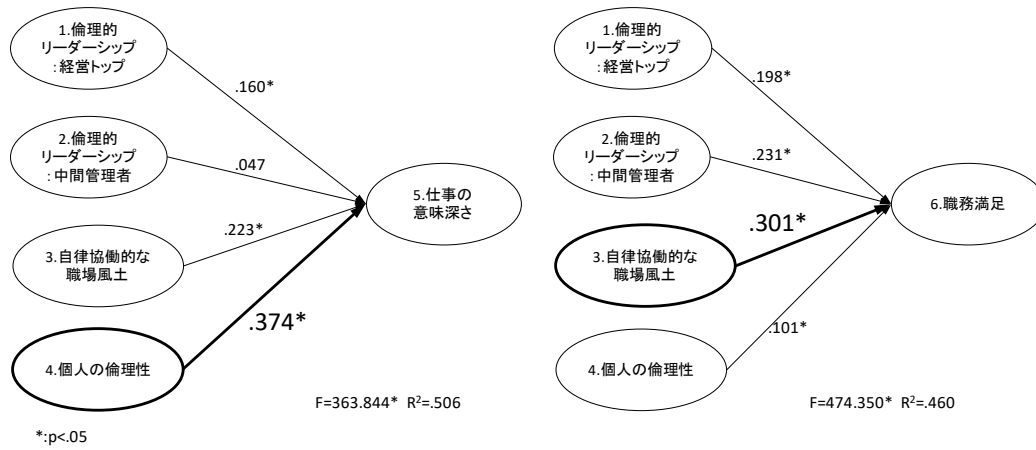 1.倫理的
リーダーシップ
:経営トップ
.160*
2.倫理的
リーダーシップ
:中間管理者
.047
5.仕事の
意味深さ
.223*
3.自律協働的な
職場風土
.374*
4.個人の倫理性
F=363.844* R²=.506
*:p<.05
1.倫理的
リーダーシップ
:経営トップ
.198*
2.倫理的
リーダーシップ
:中間管理者
.231*
6.職務満足
.301*
3.自律協働的な
職場風土
.101*
4.個人の倫理性
F=474.350* R²=.460